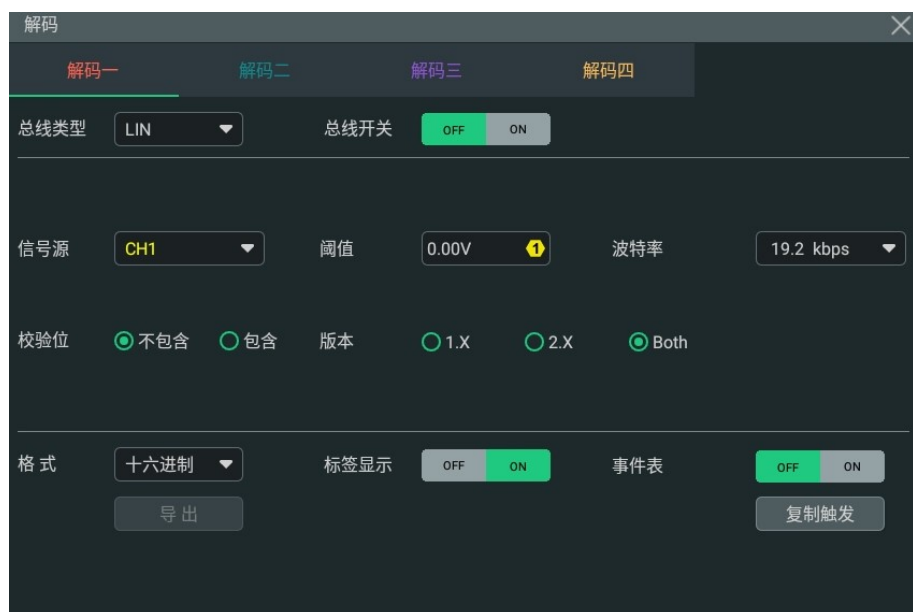 解码
解码一 解码二 解码三 解码四
总线类型 LIN 总线开关 OFF ON
信号源 CH1 阈值 0.00V 1 波特率 19.2 kbps
校验位 不包含 包含 版本 1.X 2.X Both
格 式 十六进制 标签显示 OFF ON 事件表 OFF ON
导 出 复制触发